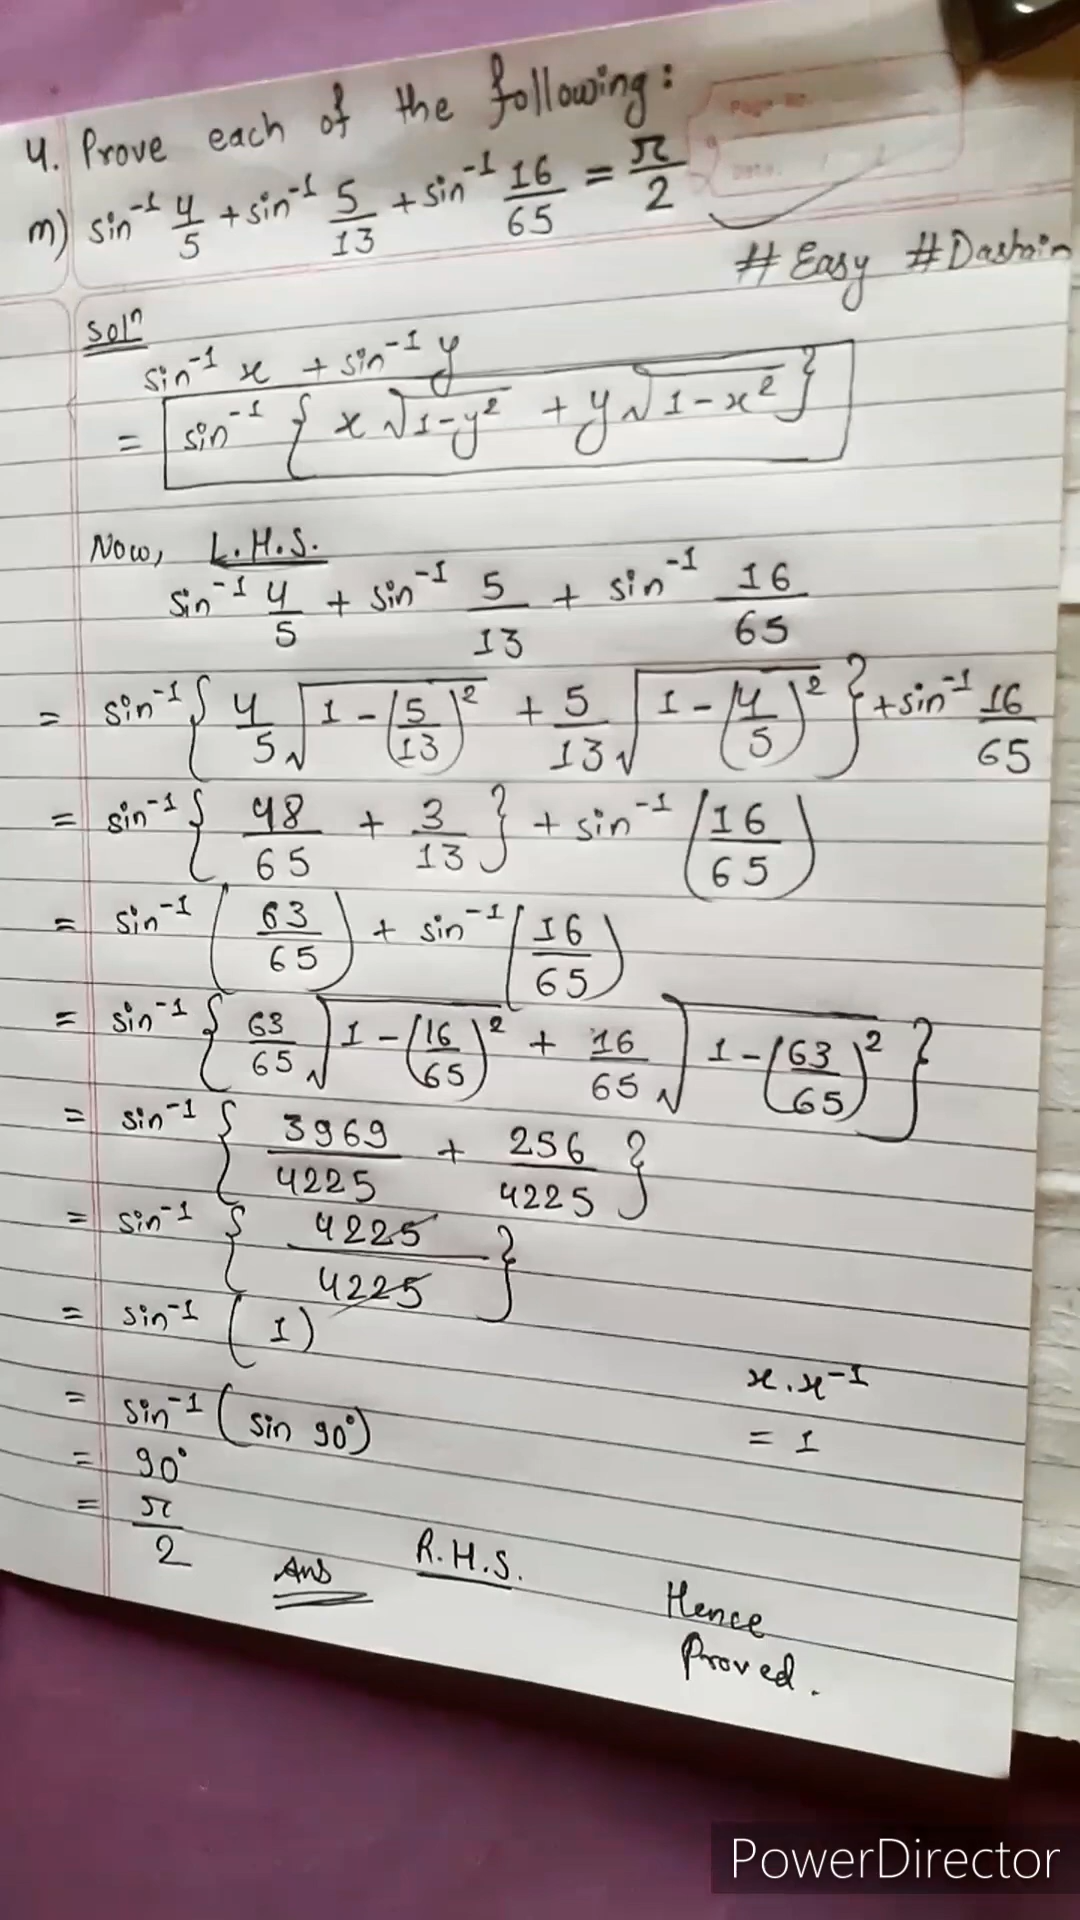 4. Prove each of the following:
m) sin⁻¹ 4/5 + sin⁻¹ 5/13 + sin⁻¹ 16/65 = π/2
# Easy # Dashain
Solⁿ
sin⁻¹ x + sin⁻¹ y
= sin⁻¹ { x √(1-y²) + y √(1-x²) }
Now, L.H.S.
sin⁻¹ 4/5 + sin⁻¹ 5/13 + sin⁻¹ 16/65
= sin⁻¹ { 4/5 √(1-(5/13)²) + 5/13 √(1-(4/5)²) } + sin⁻¹ 16/65
= sin⁻¹ { 48/65 + 3/13 } + sin⁻¹ (16/65)
= sin⁻¹ (63/65) + sin⁻¹ (16/65)
= sin⁻¹ { 63/65 √(1-(16/65)²) + 16/65 √(1-(63/65)²) }
= sin⁻¹ { 3969/4225 + 256/4225 }
= sin⁻¹ { 4225/4225 }
= sin⁻¹ (1)
= sin⁻¹ (sin 90°)
= 90°
= π/2
x.x⁻¹
= 1
Ans R.H.S.
Hence
Proved.
PowerDirector